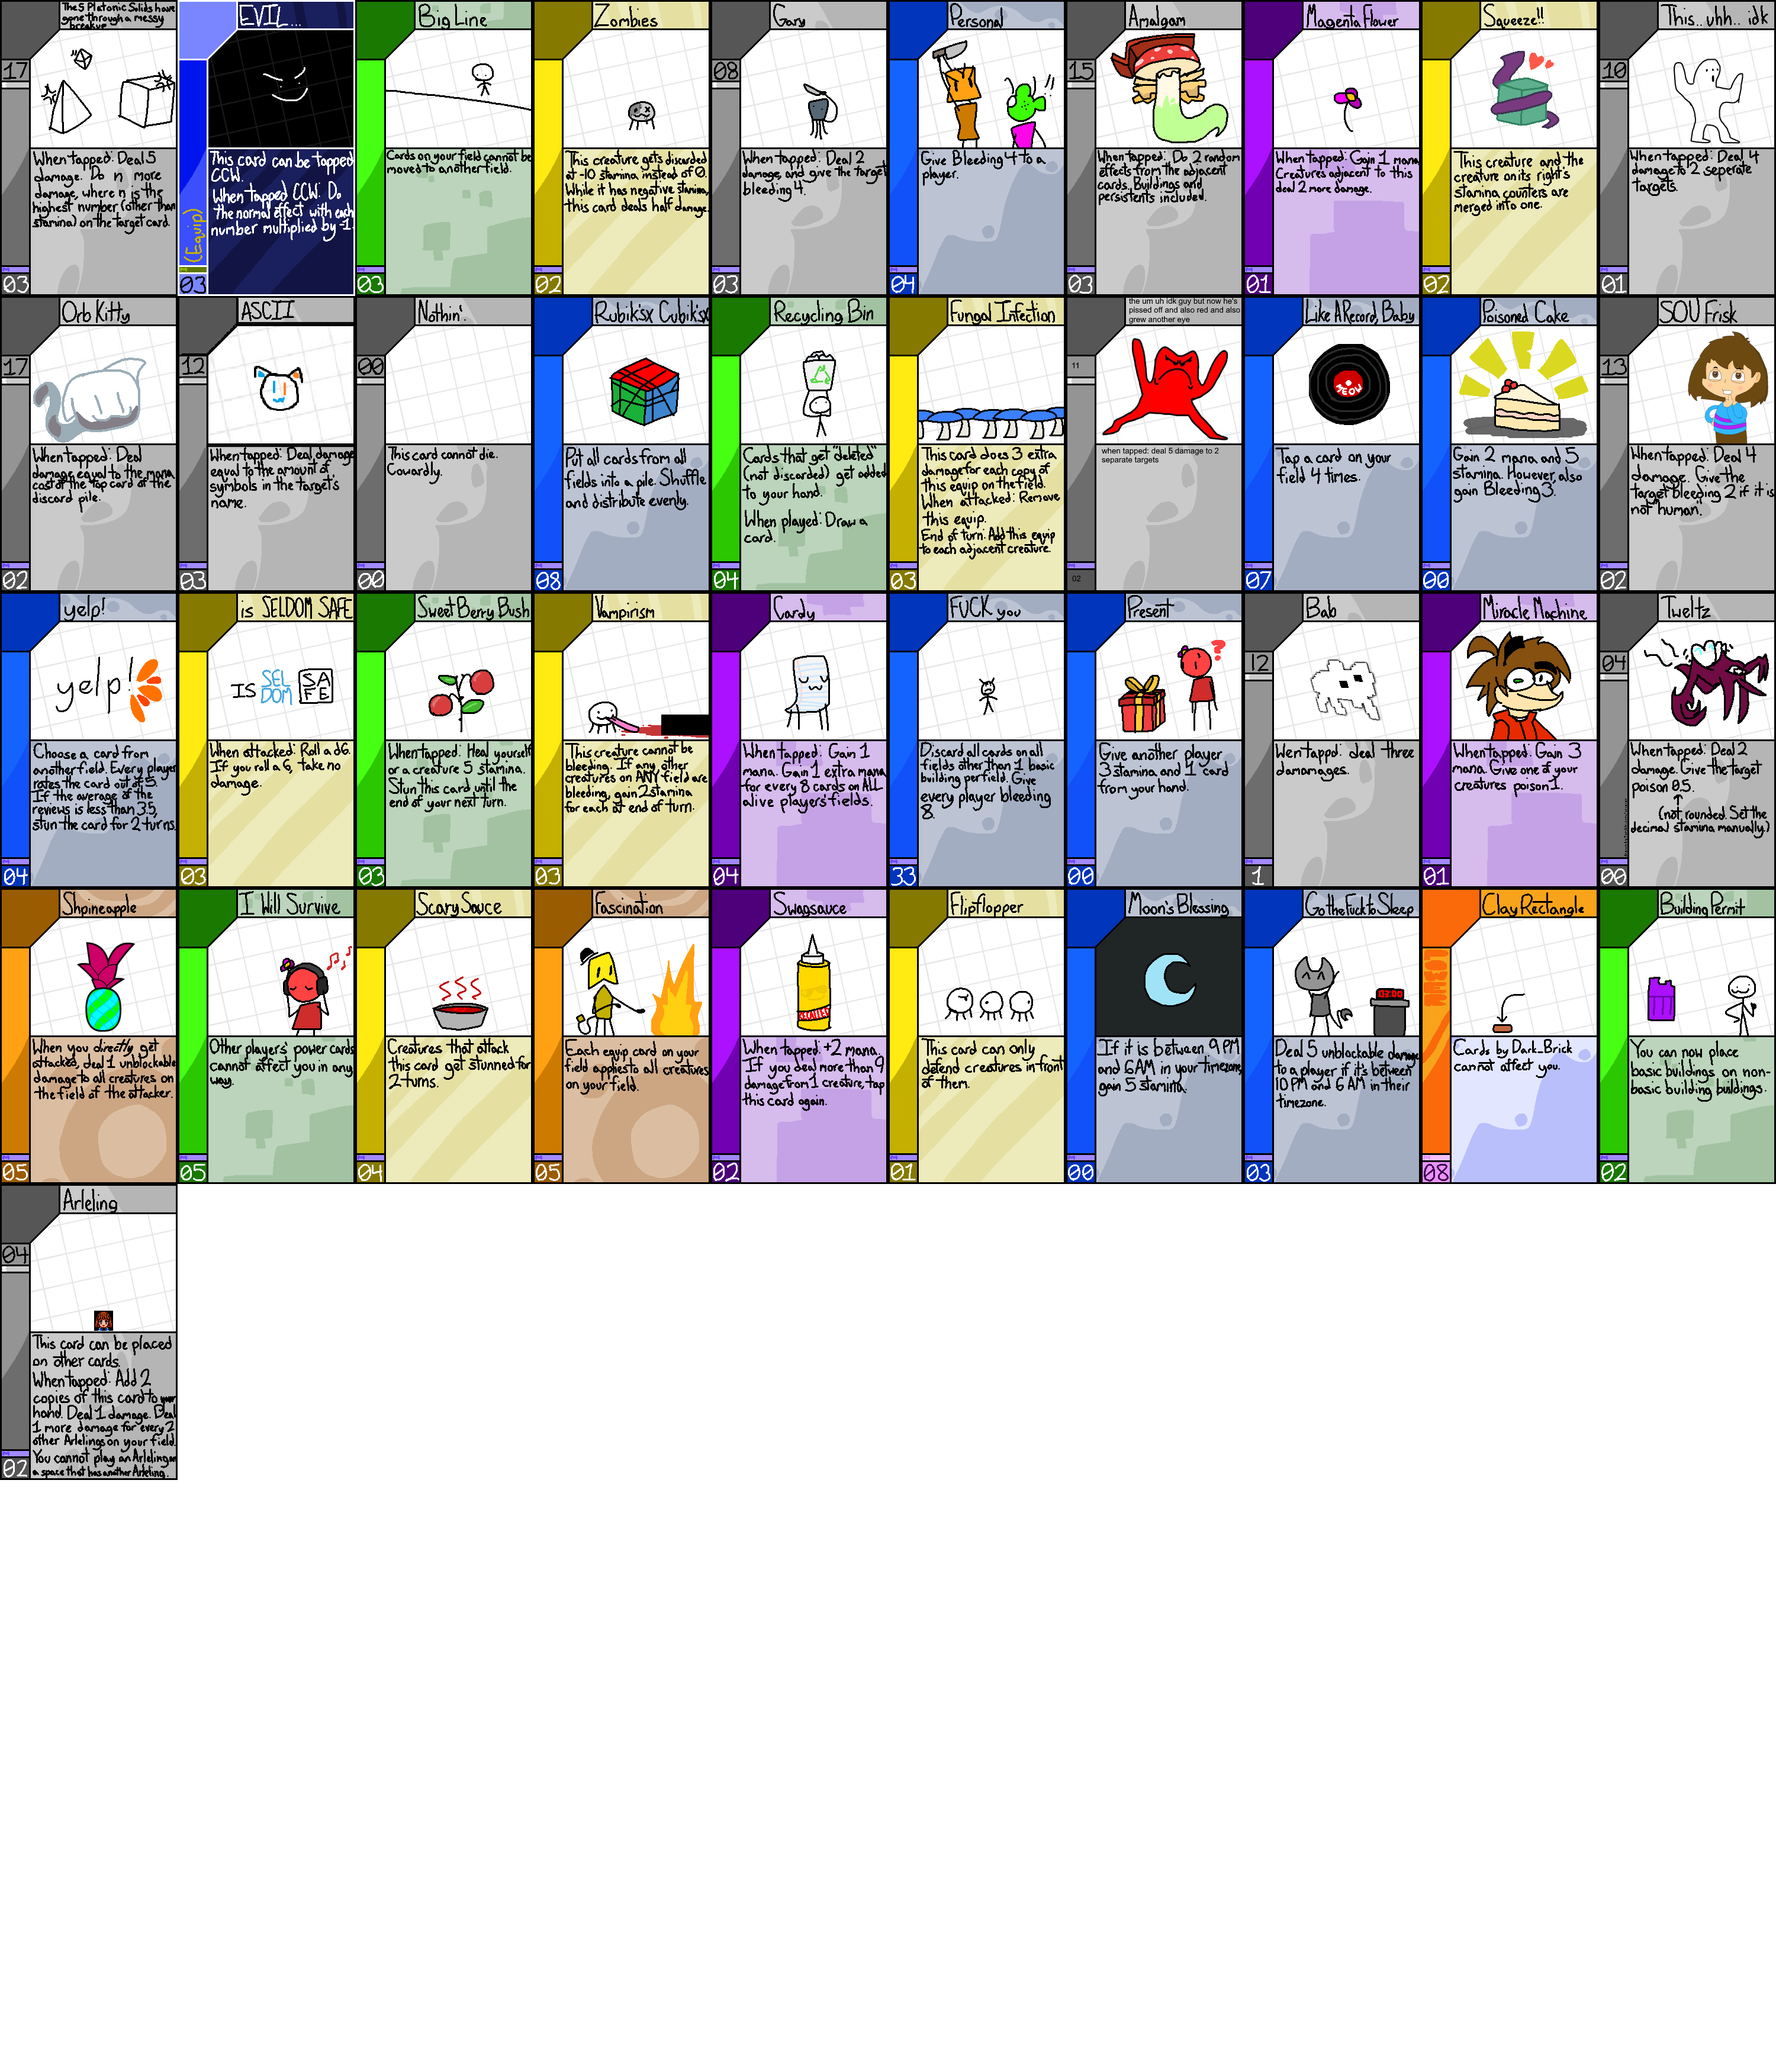 The 5 Platonic Solids have
gone through a messy
breakup
17
When tapped: Deal 5
damage. Do n more
damage, where n is the
highest number (other than
stamina) on the target card.
03
EVIL...
This card can be tapped
CCW.
When tapped CCW: Do
the normal effect with each
number multiplied by -1.
(Equip)
03
Big Line
Cards on your field cannot be
moved to another field.
03
Zombies
This creature gets discarded
at -10 stamina instead of 0.
While it has negative stamina,
this card deals half damage.
02
Gary
08
When tapped: Deal 2
damage, and give the target
bleeding 4.
03
Personal
Give Bleeding 4 to a
player.
04
Amalgam
15
When tapped: Do 2 random
effects from the adjacent
cards. Buildings and
persistents included.
03
Magenta Flower
When tapped: Gain 1 mana
Creatures adjacent to this
deal 2 more damage.
01
Squeeze!!
This creature and the
creature on its right's
stamina counters are
merged into one.
02
This.. uhh.. idk
10
When tapped: Deal 4
damage to 2 seperate
targets.
01
Orb Kitty
17
When tapped: Deal
damage equal to the mana
cost of the top card of the
discard pile.
02
ASCII
12
When tapped: Deal damage
equal to the amount of
symbols in the target's
name.
03
Nothin'.
00
This card cannot die.
Cowardly.
00
Rubik'sx Cubik'sx
Put all cards from all
fields into a pile. Shuffle
and distribute evenly.
08
Recycling Bin
Cards that get "deleted"
(not discarded) get added
to your hand.
When played: Draw a
card.
04
Fungal Infection
This card does 3 extra
damage for each copy of
this equip on the field.
When attacked: Remove
this equip.
End of turn: Add this equip
to each adjacent creature.
03
the um uh idk guy but now he's
pissed off and also red and also
grew another eye
11
when tapped: deal 5 damage to 2
separate targets
02
Like A Record, Baby
MEOW
Tap a card on your
field 4 times.
07
Poisoned Cake
Gain 2 mana and 5
stamina. However, also
gain Bleeding 3.
00
SOU Frisk
13
When tapped: Deal 4
damage. Give the
target bleeding 2 if it is
not human.
02
yelp!
yelp!
Choose a card from
another field. Every player
rates the card out of 5.
If the average of the
reviews is less than 3.5,
stun the card for 2 turns.
04
is SELDOM SAFE
IS SEL
DOM SA
FE
When attacked: Roll a d6.
If you roll a 6, take no
damage.
03
Sweet Berry Bush
When tapped: Heal yourself
or a creature 5 stamina.
Stun this card until the
end of your next turn.
03
Vampirism
This creature cannot be
bleeding. If any other
creatures on ANY field are
bleeding, gain 2 stamina
for each at end of turn.
03
Cardy
When tapped: Gain 1
mana. Gain 1 extra mana
for every 8 cards on ALL
alive players' fields.
04
FUCK you
Discard all cards on all
fields other than 1 basic
building per field. Give
every player bleeding
8.
33
Present
?
Give another player
3 stamina and 1 card
from your hand.
00
Bab
12
Wen tappd: deal three
damamages.
1
Miracle Machine
When tapped: Gain 3
mana. Give one of your
creatures poison 1.
01
Tweltz
04
When tapped: Deal 2
damage. Give the target
poison 0.5.
(not rounded. Set the
decimal stamina manually.)
00
Shpineapple
When you directly get
attacked, deal 1 unblockable
damage to all creatures on
the field of the attacker.
05
I Will Survive
Other players' power cards
cannot affect you in any
way.
05
Scary Sauce
Creatures that attack
this card get stunned for
2 turns.
04
Fascination
Each equip card on your
field applies to all creatures
on your field.
05
Swagsauce
When tapped: +2 mana.
If you deal more than 9
damage from 1 creature, tap
this card again.
02
Flipflopper
This card can only
defend creatures in front
of them.
01
Moon's Blessing
If it is between 9 PM
and 6 AM in your timezone,
gain 5 stamina.
00
Go the Fuck to Sleep
02:00
Deal 5 unblockable damage
to a player if it's between
10 PM and 6 AM in their
timezone.
03
Clay Rectangle
Cards by Dark_Brick
cannot affect you.
08
Building Permit
You can now place
basic buildings on non-
basic building buildings.
02
Arleling
04
This card can be placed
on other cards.
When tapped: Add 2
copies of this card to your
hand. Deal 1 damage. Deal
1 more damage for every 2
other Arlelings on your field.
You cannot play an Arleling on
a space that has another Arleling.
02